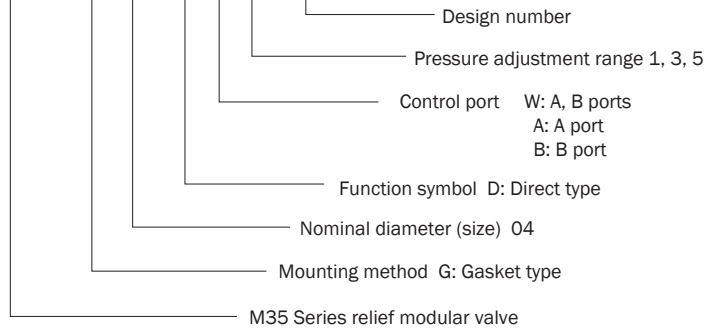 Design number
Pressure adjustment range 1, 3, 5
Control port W: A, B ports
A: A port
B: B port
Function symbol D: Direct type
Nominal diameter (size) 04
Mounting method G: Gasket type
M35 Series relief modular valve